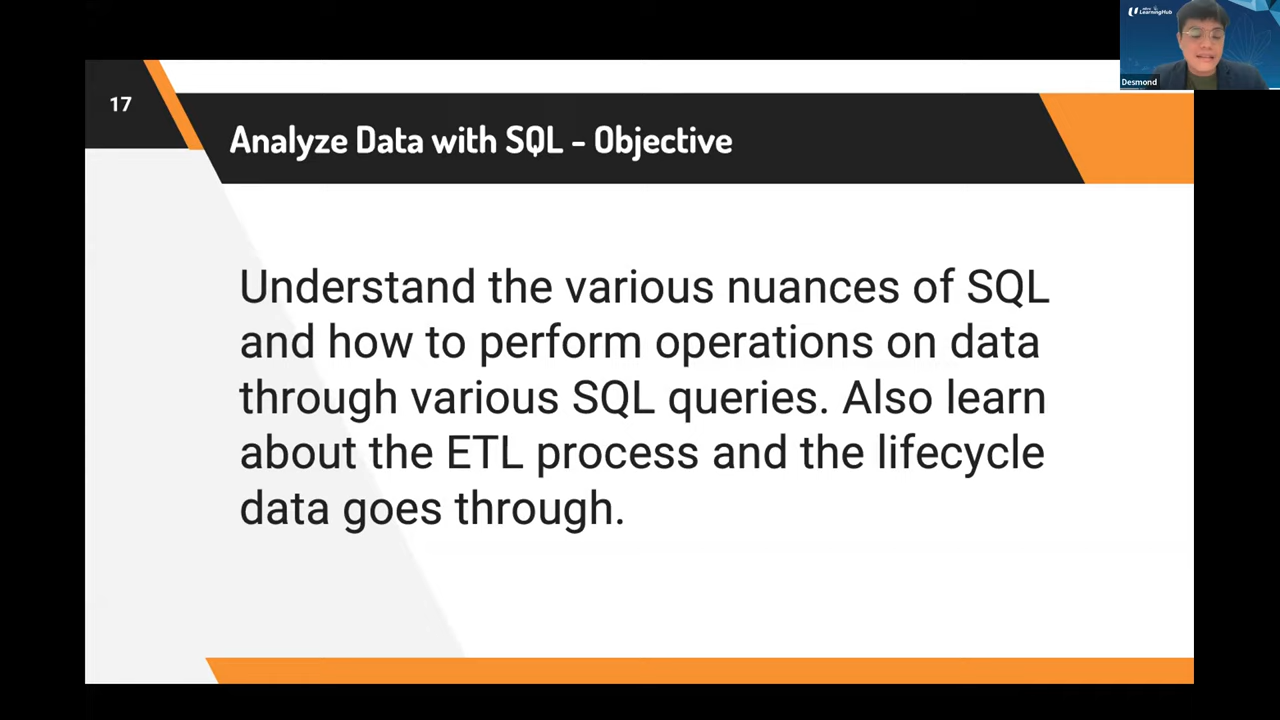 17
Analyze Data with SQL - Objective
Understand the various nuances of SQL
and how to perform operations on data
through various SQL queries. Also learn
about the ETL process and the lifecycle
data goes through.
LearningHub
Desmond